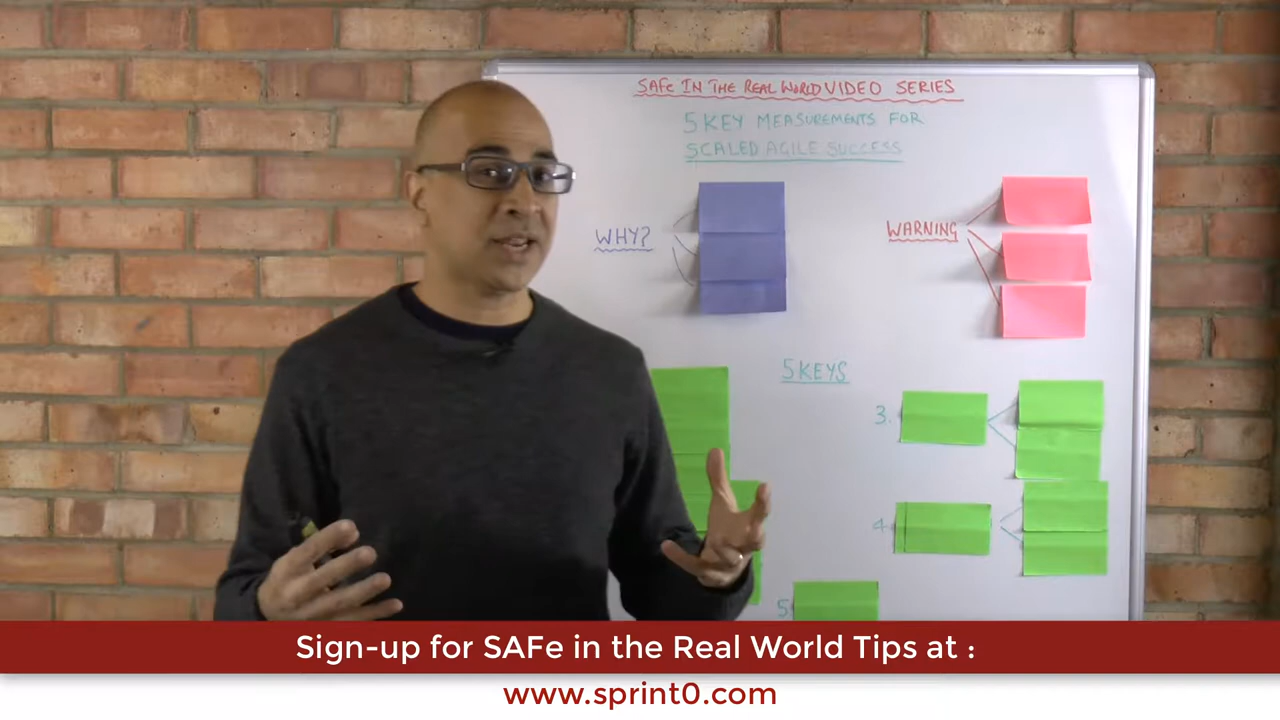 SAFe IN THE REAL WORLD VIDEO SERIES
5 KEY MEASUREMENTS FOR
SCALED AGILE SUCCESS
WHY?
WARNING
5 KEYS
3.
4
5
Sign-up for SAFe in the Real World Tips at :
www.sprint0.com